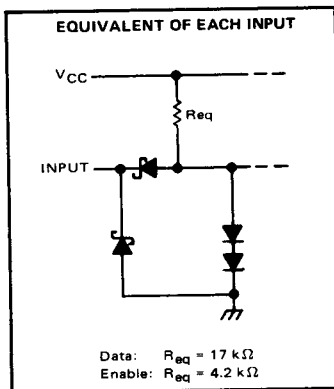 EQUIVALENT OF EACH INPUT
VCC
Req
INPUT
Data: Req = 17 kΩ
Enable: Req = 4.2 kΩ